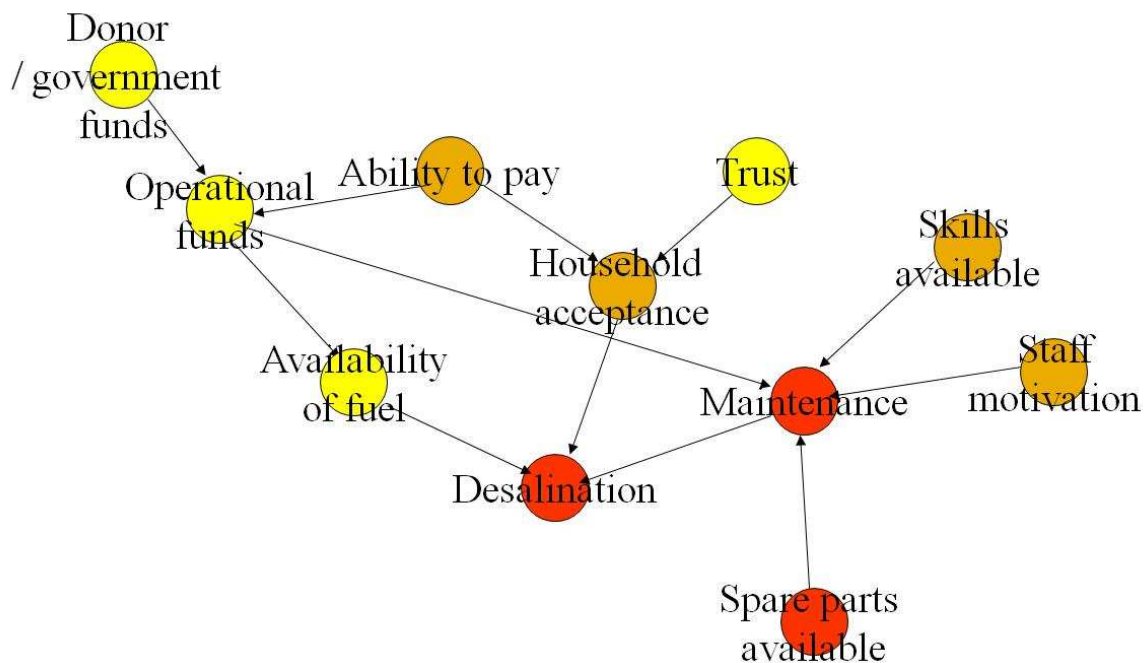 Donor
/ government
funds
Operational
funds
Ability to pay
Trust
Household
acceptance
Skills
available
Availability
of fuel
Maintenance
Staff
motivation
Desalination
Spare parts
available